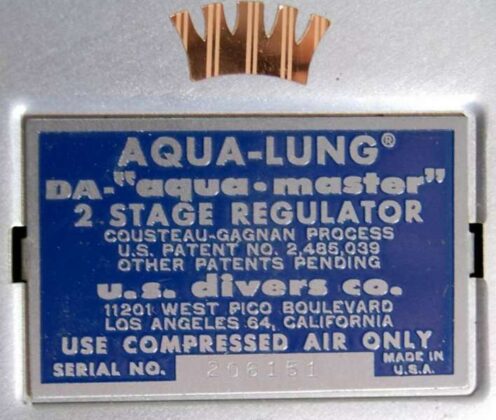 AQUA-LUNG®
DA-"aqua·master"
2 STAGE REGULATOR
COUSTEAU-GAGNAN PROCESS
U.S. PATENT NO. 2,485,039
OTHER PATENTS PENDING
u.s. divers co.
11201 WEST PICO BOULEVARD
LOS ANGELES 64, CALIFORNIA
USE COMPRESSED AIR ONLY
SERIAL NO. 206151 MADE IN
U.S.A.